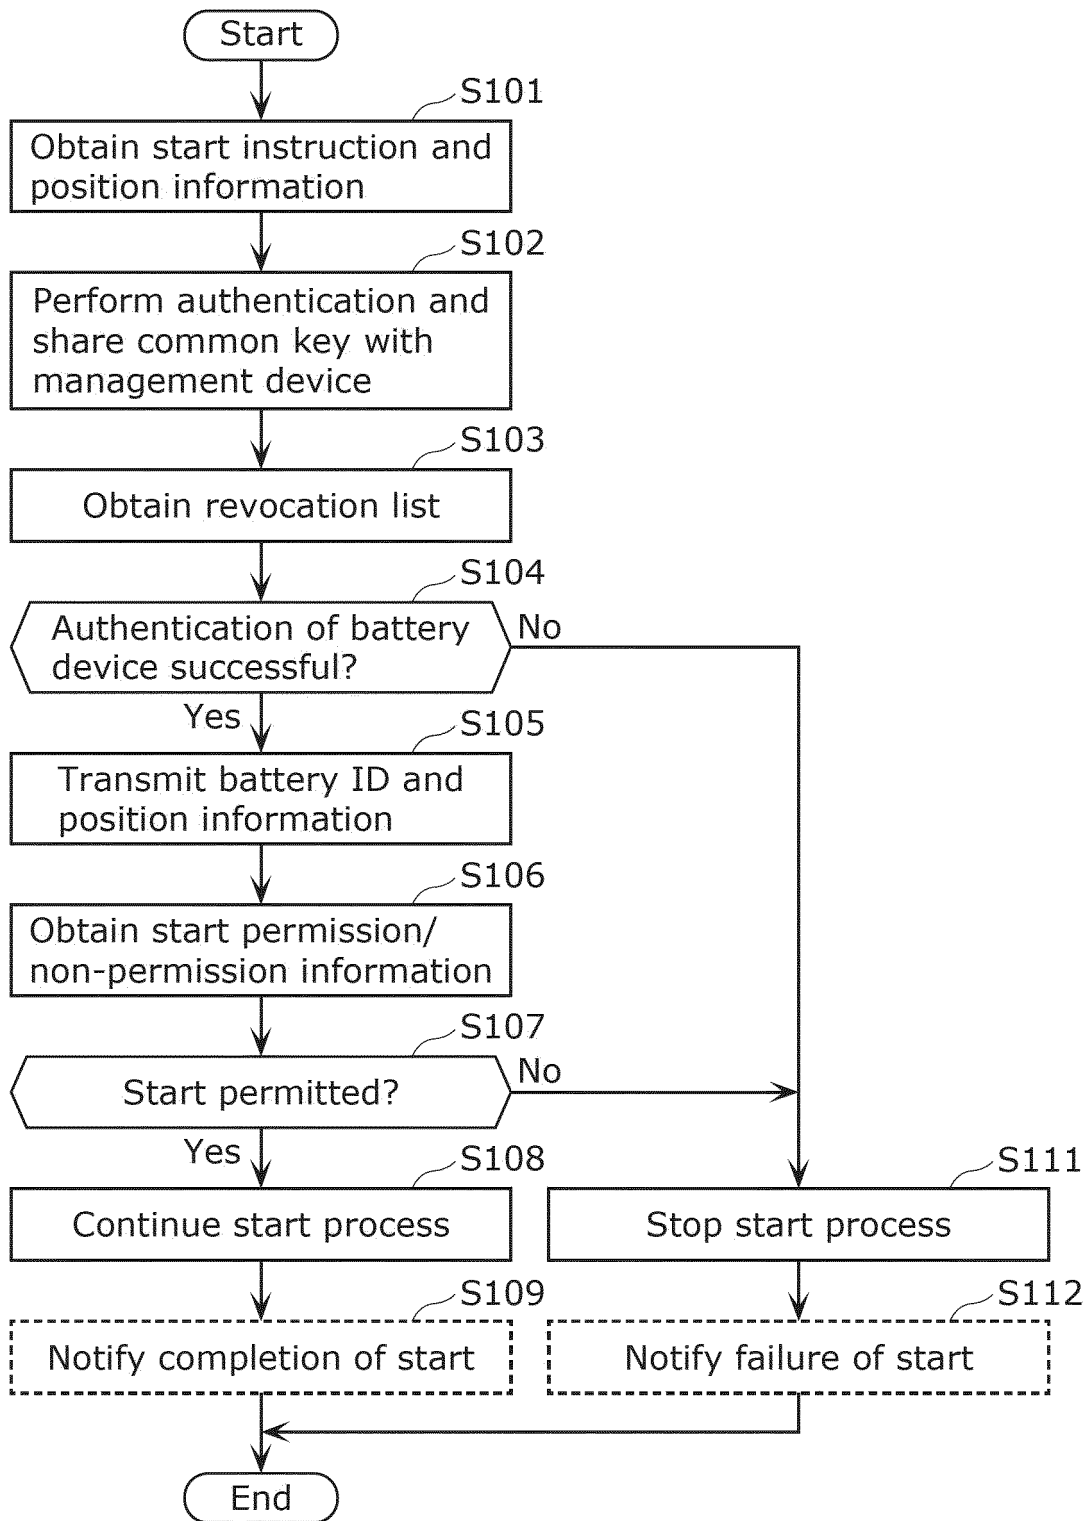 Start
S101
Obtain start instruction and
position information
S102
Perform authentication and
share common key with
management device
S103
Obtain revocation list
S104
Authentication of battery
device successful?
No
Yes
S105
Transmit battery ID and
position information
S106
Obtain start permission/
non-permission information
S107
Start permitted?
No
Yes
S108
Continue start process
S111
Stop start process
S109
Notify completion of start
S112
Notify failure of start
End